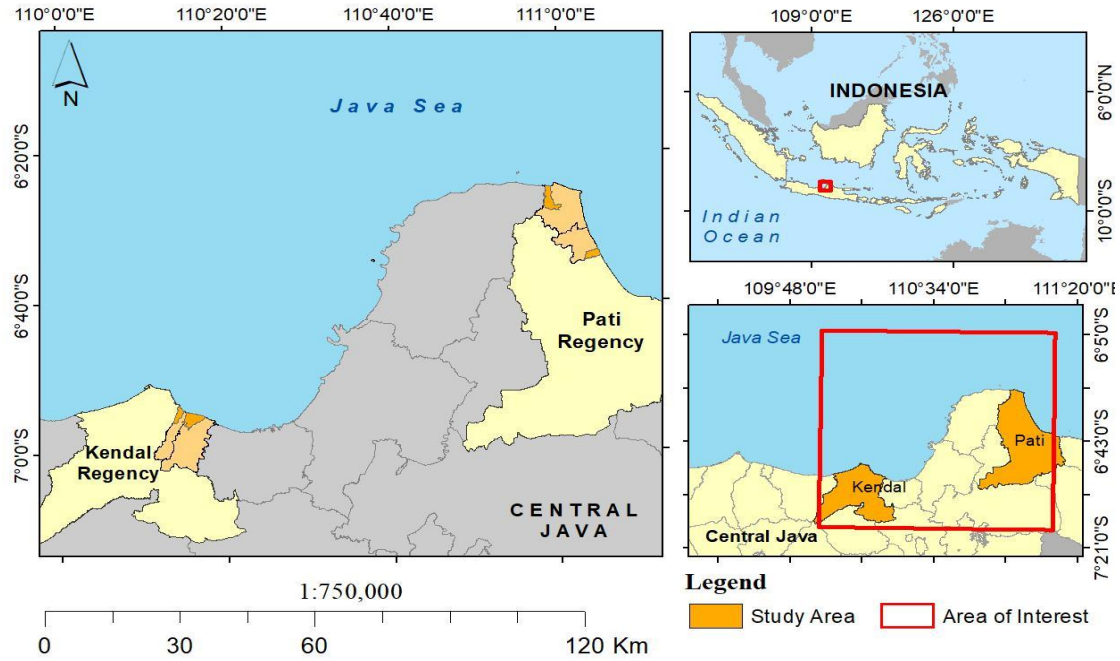 110°0'0"E 110°20'0"E 110°40'0"E 111°0'0"E
N
Java Sea
6°20'0"S
6°40'0"S
7°0'0"S
Pati
Regency
Kendal
Regency
CENTRAL
JAVA
1:750,000
0 30 60 120 Km
109°0'0"E 126°0'0"E
INDONESIA
Indian
Ocean
6°0'0"N
10°0'0"S
109°48'0"E 110°34'0"E 111°20'0"E
Java Sea
Pati
Kendal
Central Java
6°5'0"S
6°43'0"S
7°21'0"S
Legend
Study Area Area of Interest